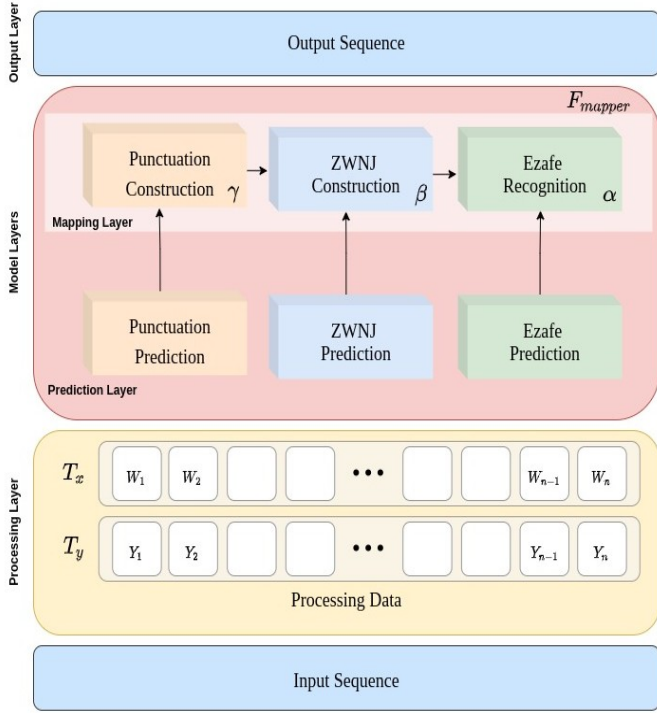 Output Layer
Output Sequence
F_mapper
Punctuation
Construction γ
ZWNJ
Construction β
Ezafe
Recognition α
Mapping Layer
Model Layers
Punctuation
Prediction
ZWNJ
Prediction
Ezafe
Prediction
Prediction Layer
Processing Layer
T_x W_1 W_2 ••• W_{n-1} W_n
T_y Y_1 Y_2 ••• Y_{n-1} Y_n
Processing Data
Input Sequence